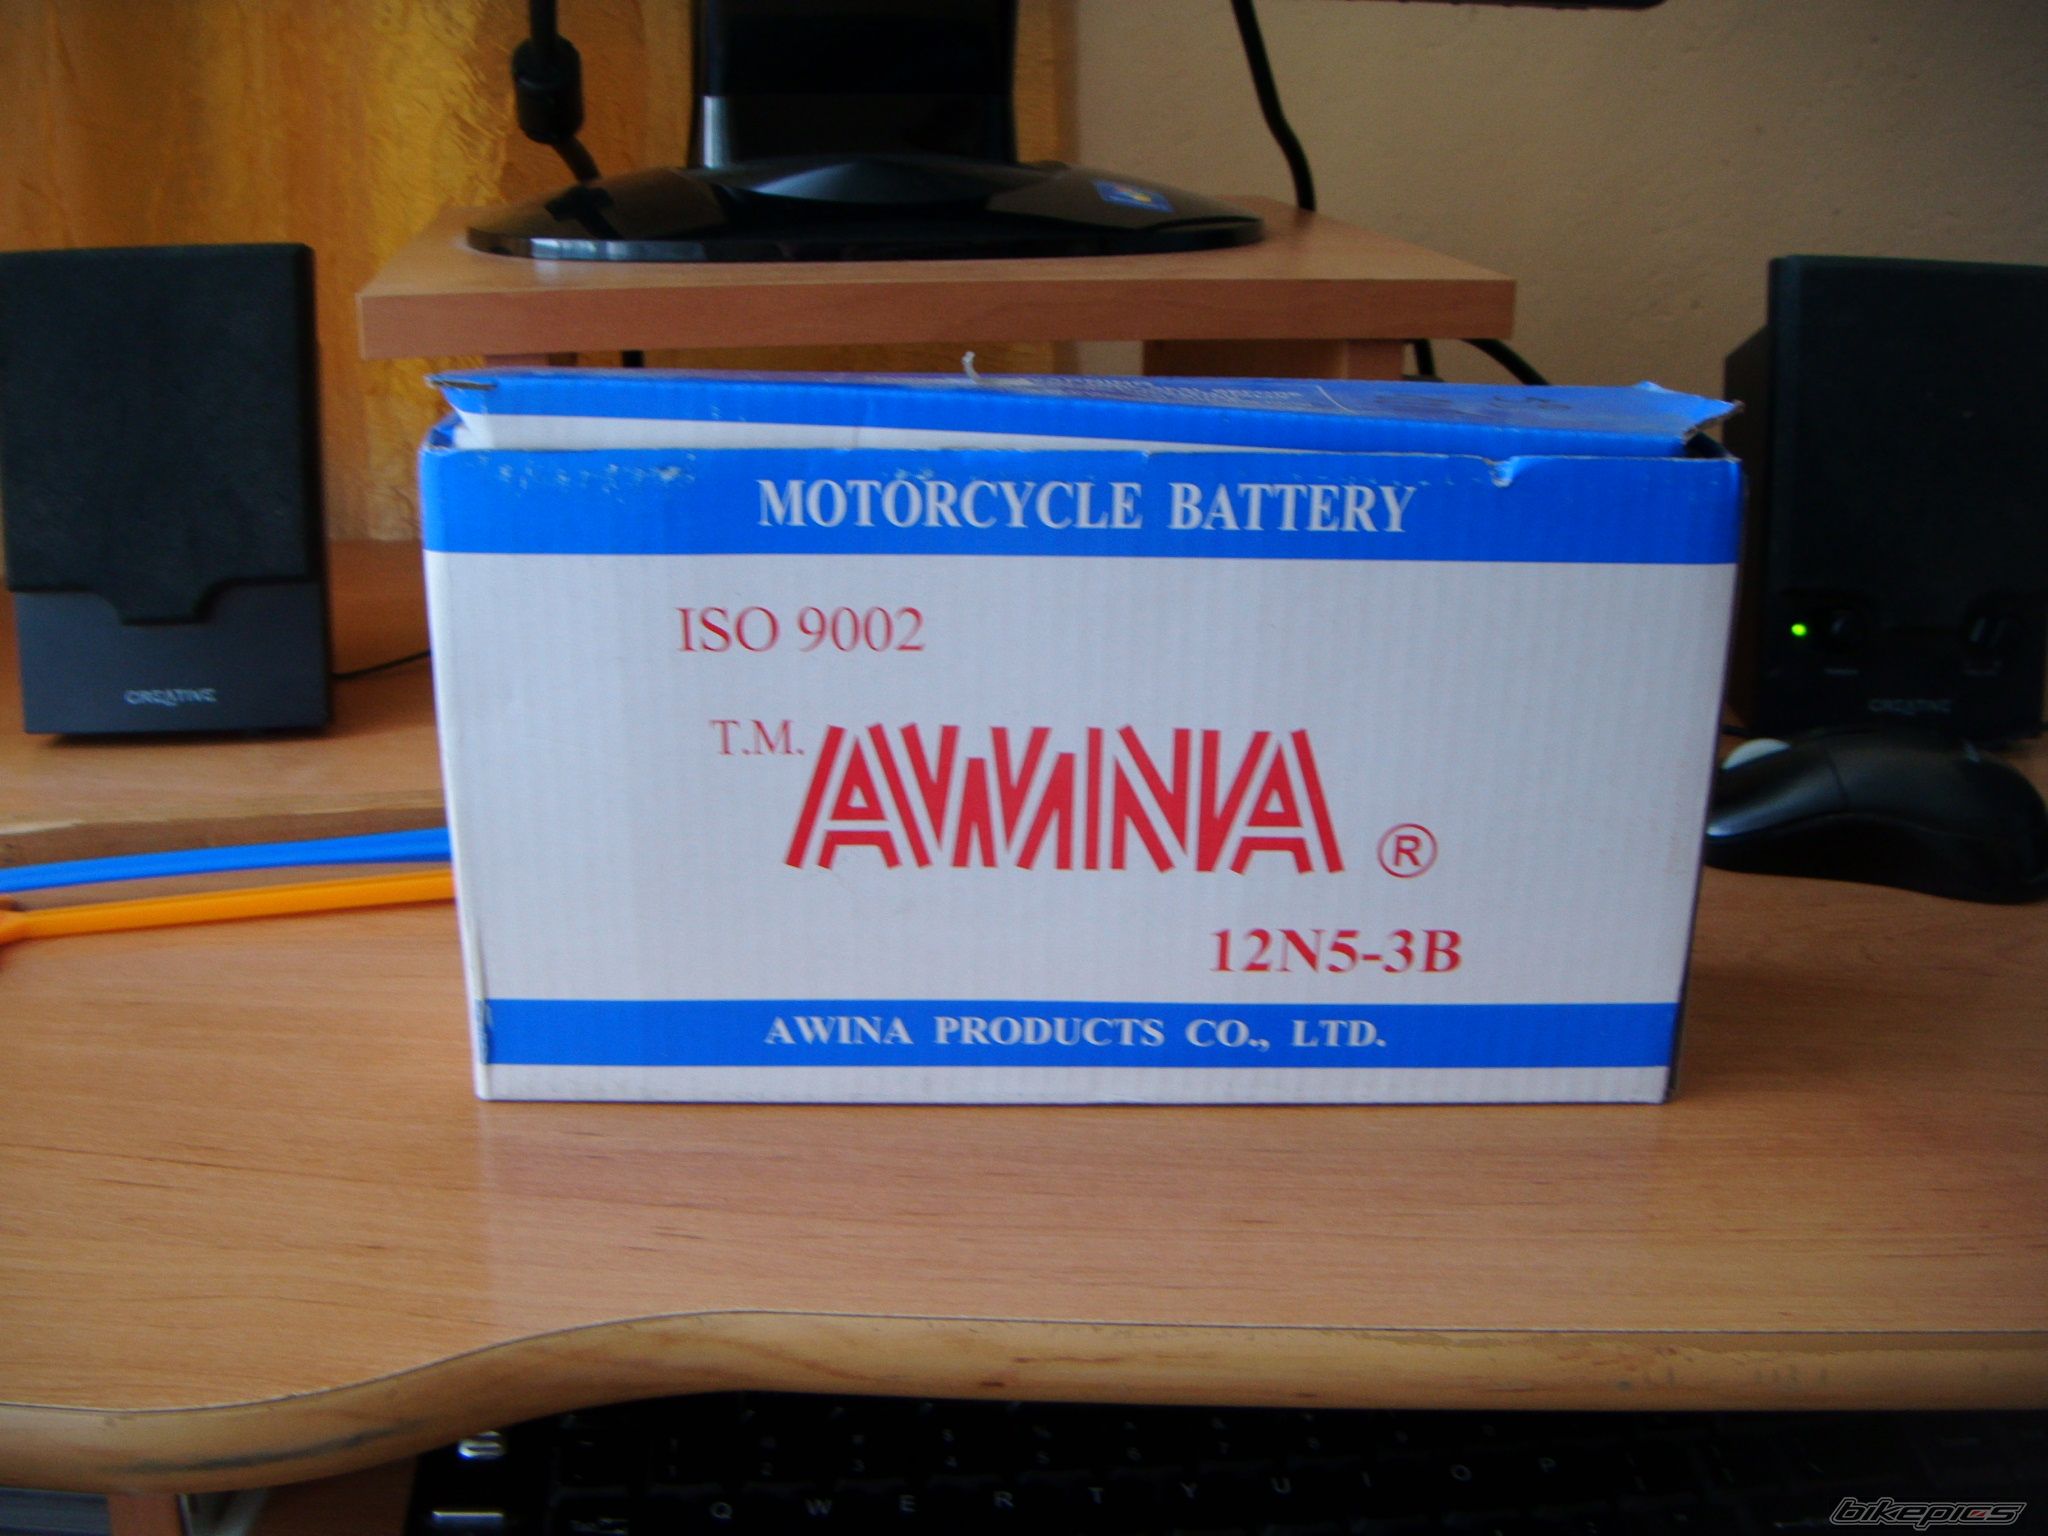 MOTORCYCLE BATTERY
ISO 9002
T.M. AWINA ®
12N5-3B
AWINA PRODUCTS CO., LTD.
CREATIVE
CREATIVE
Q W E R T Y U I O P
bikepics